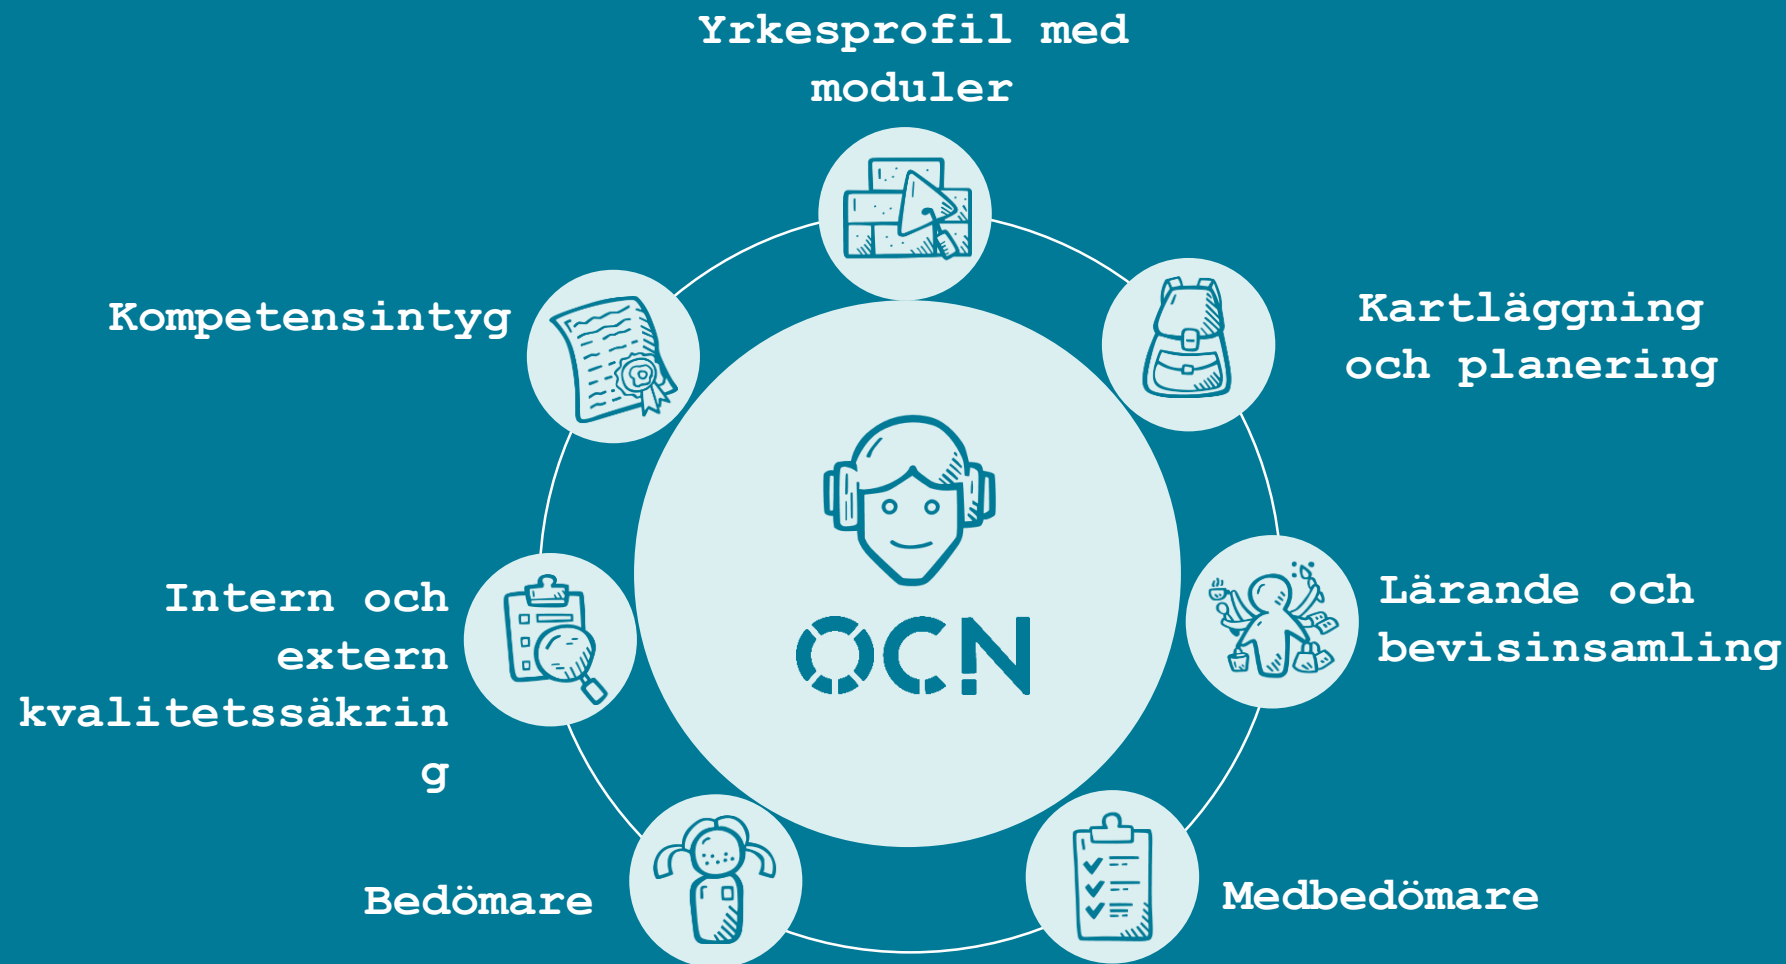 Yrkesprofil med
moduler
Kartläggning
och planering
Lärande och
bevisinsamling
Medbedömare
Bedömare
Intern och
extern
kvalitetssäkrin
g
Kompetensintyg
OCN